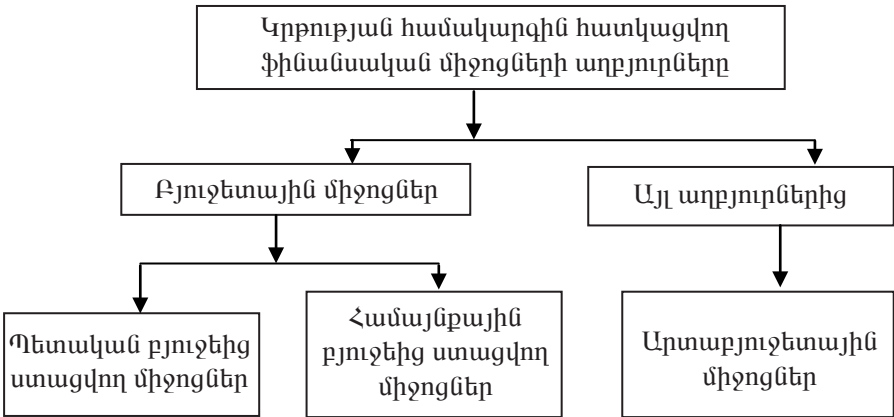 Կրթության համակարգին հատկացվող
ֆինանսական միջոցների աղբյուրները
Բյուջետային միջոցներ
Այլ աղբյուրներից
Պետական բյուջեից
ստացվող միջոցներ
Համայնքային
բյուջեից ստացվող
միջոցներ
Արտաբյուջետային
միջոցներ